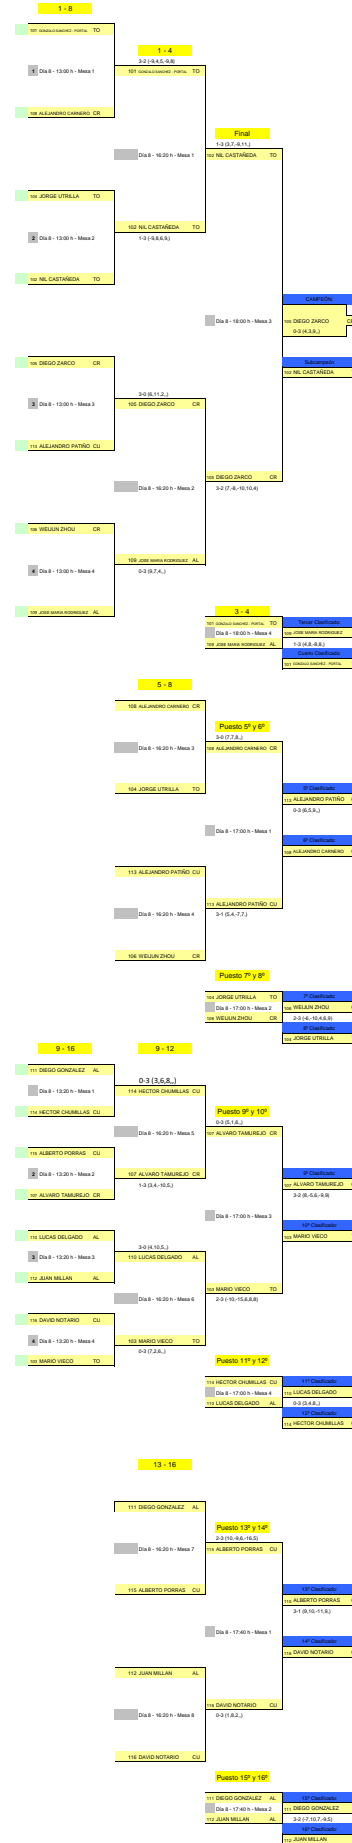 1 - 8
101 GONZALO SANCHEZ - PORTAL TO
1 - 4
3-2 (-9,4,5,-9,8)
1 Día 8 - 13:00 h - Mesa 1
101 GONZALO SANCHEZ - PORTAL TO
108 ALEJANDRO CARNERO CR
Final
1-3 (3,7,-9,11,)
Día 8 - 16:20 h - Mesa 1
102 NIL CASTAÑEDA TO
104 JORGE UTRILLA TO
102 NIL CASTAÑEDA TO
2 Día 8 - 13:00 h - Mesa 2
1-3 (-9,8,6,9,)
102 NIL CASTAÑEDA TO
CAMPEÓN
Día 8 - 18:00 h - Mesa 3
105 DIEGO ZARCO
0-3 (4,3,9,,)
105 DIEGO ZARCO CR
Subcampeón
102 NIL CASTAÑEDA
3-0 (6,11,2,,)
3 Día 8 - 13:00 h - Mesa 3
105 DIEGO ZARCO CR
113 ALEJANDRO PATIÑO CU
105 DIEGO ZARCO CR
Día 8 - 16:20 h - Mesa 2
3-2 (7,-8,-10,10,4)
106 WEIJUN ZHOU CR
109 JOSE MARIA RODRIGUEZ AL
4 Día 8 - 13:00 h - Mesa 4
0-3 (9,7,4,,)
109 JOSE MARIA RODRIGUEZ AL
3 - 4
101 GONZALO SANCHEZ - PORTAL TO
Tercer Clasificado
Día 8 - 18:00 h - Mesa 4
109 JOSE MARIA RODRIGUEZ
109 JOSE MARIA RODRIGUEZ AL
1-3 (4,8,-8,8,)
Cuarto Clasificado
101 GONZALO SANCHEZ - PORTAL
5 - 8
108 ALEJANDRO CARNERO CR
Puesto 5º y 6º
3-0 (7,7,8,,)
Día 8 - 16:20 h - Mesa 3
108 ALEJANDRO CARNERO CR
104 JORGE UTRILLA TO
5º Clasificado
113 ALEJANDRO PATIÑO
0-3 (6,5,9,,)
Día 8 - 17:00 h - Mesa 1
6º Clasificado
108 ALEJANDRO CARNERO
113 ALEJANDRO PATIÑO CU
113 ALEJANDRO PATIÑO CU
Día 8 - 16:20 h - Mesa 4
3-1 (5,4,-7,7,)
106 WEIJUN ZHOU CR
Puesto 7º y 8º
104 JORGE UTRILLA TO
7º Clasificado
Día 8 - 17:00 h - Mesa 2
106 WEIJUN ZHOU
106 WEIJUN ZHOU CR
2-3 (-6,-10,4,6,9)
8º Clasificado
104 JORGE UTRILLA
9 - 16
9 - 12
111 DIEGO GONZALEZ AL
0-3 (3,6,8,,)
1 Día 8 - 13:20 h - Mesa 1
114 HECTOR CHUMILLAS CU
114 HECTOR CHUMILLAS CU
Puesto 9º y 10º
0-3 (5,1,6,,)
Día 8 - 16:20 h - Mesa 5
107 ALVARO TAMUREJO CR
115 ALBERTO PORRAS CU
2 Día 8 - 13:20 h - Mesa 2
107 ALVARO TAMUREJO CR
9º Clasificado
1-3 (3,4,-10,5,)
107 ALVARO TAMUREJO
107 ALVARO TAMUREJO CR
3-2 (8,-5,6,-9,9)
Día 8 - 17:00 h - Mesa 3
10º Clasificado
110 LUCAS DELGADO AL
103 MARIO VIECO
3-0 (4,10,5,,)
3 Día 8 - 13:20 h - Mesa 3
110 LUCAS DELGADO AL
112 JUAN MILLAN AL
103 MARIO VIECO TO
Día 8 - 16:20 h - Mesa 6
2-3 (-10,-15,6,8,8)
116 DAVID NOTARIO CU
4 Día 8 - 13:20 h - Mesa 4
103 MARIO VIECO TO
0-3 (7,2,6,,)
103 MARIO VIECO TO
Puesto 11º y 12º
114 HECTOR CHUMILLAS CU
11º Clasificado
Día 8 - 17:00 h - Mesa 4
110 LUCAS DELGADO
110 LUCAS DELGADO AL
0-3 (3,4,8,,)
12º Clasificado
114 HECTOR CHUMILLAS
13 - 16
111 DIEGO GONZALEZ AL
Puesto 13º y 14º
2-3 (10,-9,6,-16,5)
Día 8 - 16:20 h - Mesa 7
115 ALBERTO PORRAS CU
115 ALBERTO PORRAS CU
13º Clasificado
115 ALBERTO PORRAS
3-1 (9,10,-11,9,)
Día 8 - 17:40 h - Mesa 1
14º Clasificado
116 DAVID NOTARIO
112 JUAN MILLAN AL
116 DAVID NOTARIO CU
Día 8 - 16:20 h - Mesa 8
0-3 (1,8,2,,)
116 DAVID NOTARIO CU
Puesto 15º y 16º
111 DIEGO GONZALEZ AL
15º Clasificado
Día 8 - 17:40 h - Mesa 2
111 DIEGO GONZALEZ
112 JUAN MILLAN AL
3-2 (-7,10,7,-9,5)
16º Clasificado
112 JUAN MILLAN